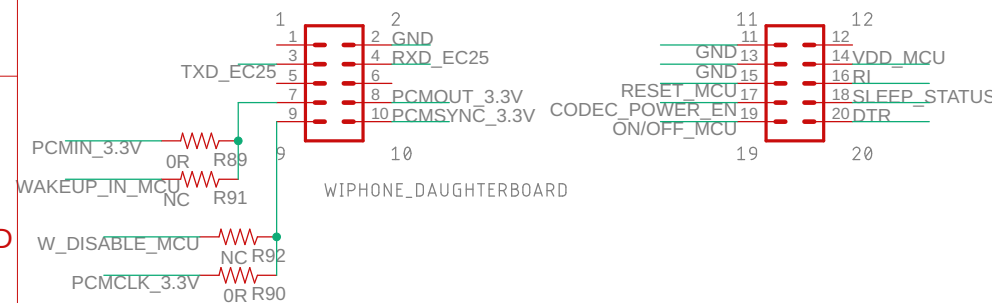 1 2 11 12
1 2 GND 11 12
3 4 RXD_EC25 GND 13 14 VDD_MCU
TXD_EC25 5 6 GND 15 16 RI
7 8 PCMOUT_3.3V RESET_MCU 17 18 SLEEP_STATUS
9 10 PCMSYNC_3.3V CODEC_POWER_EN 19 20 DTR
ON/OFF_MCU
PCMIN_3.3V 0R R89 9 10 19 20
WAKEUP_IN_MCU NC R91 WIPHONE_DAUGHTERBOARD
W_DISABLE_MCU NC R92
PCMCLK_3.3V 0R R90